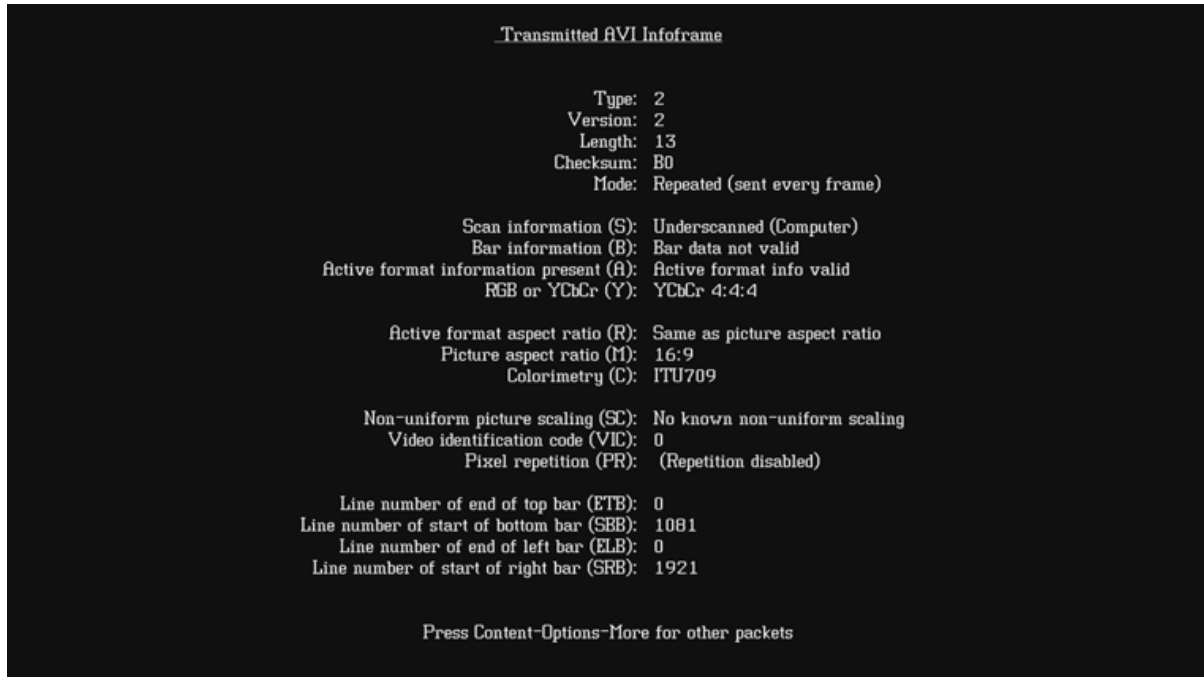 Transmitted AVI Infoframe
Type: 2
Version: 2
Length: 13
Checksum: B0
Mode: Repeated (sent every frame)
Scan information (S): Underscanned (Computer)
Bar information (B): Bar data not valid
Active format information present (A): Active format info valid
RGB or YCbCr (Y): YCbCr 4:4:4
Active format aspect ratio (R): Same as picture aspect ratio
Picture aspect ratio (M): 16:9
Colorimetry (C): ITU709
Non-uniform picture scaling (SC): No known non-uniform scaling
Video identification code (VIC): 0
Pixel repetition (PR): (Repetition disabled)
Line number of end of top bar (ETB): 0
Line number of start of bottom bar (SBB): 1081
Line number of end of left bar (ELB): 0
Line number of start of right bar (SRB): 1921
Press Content-Options-More for other packets